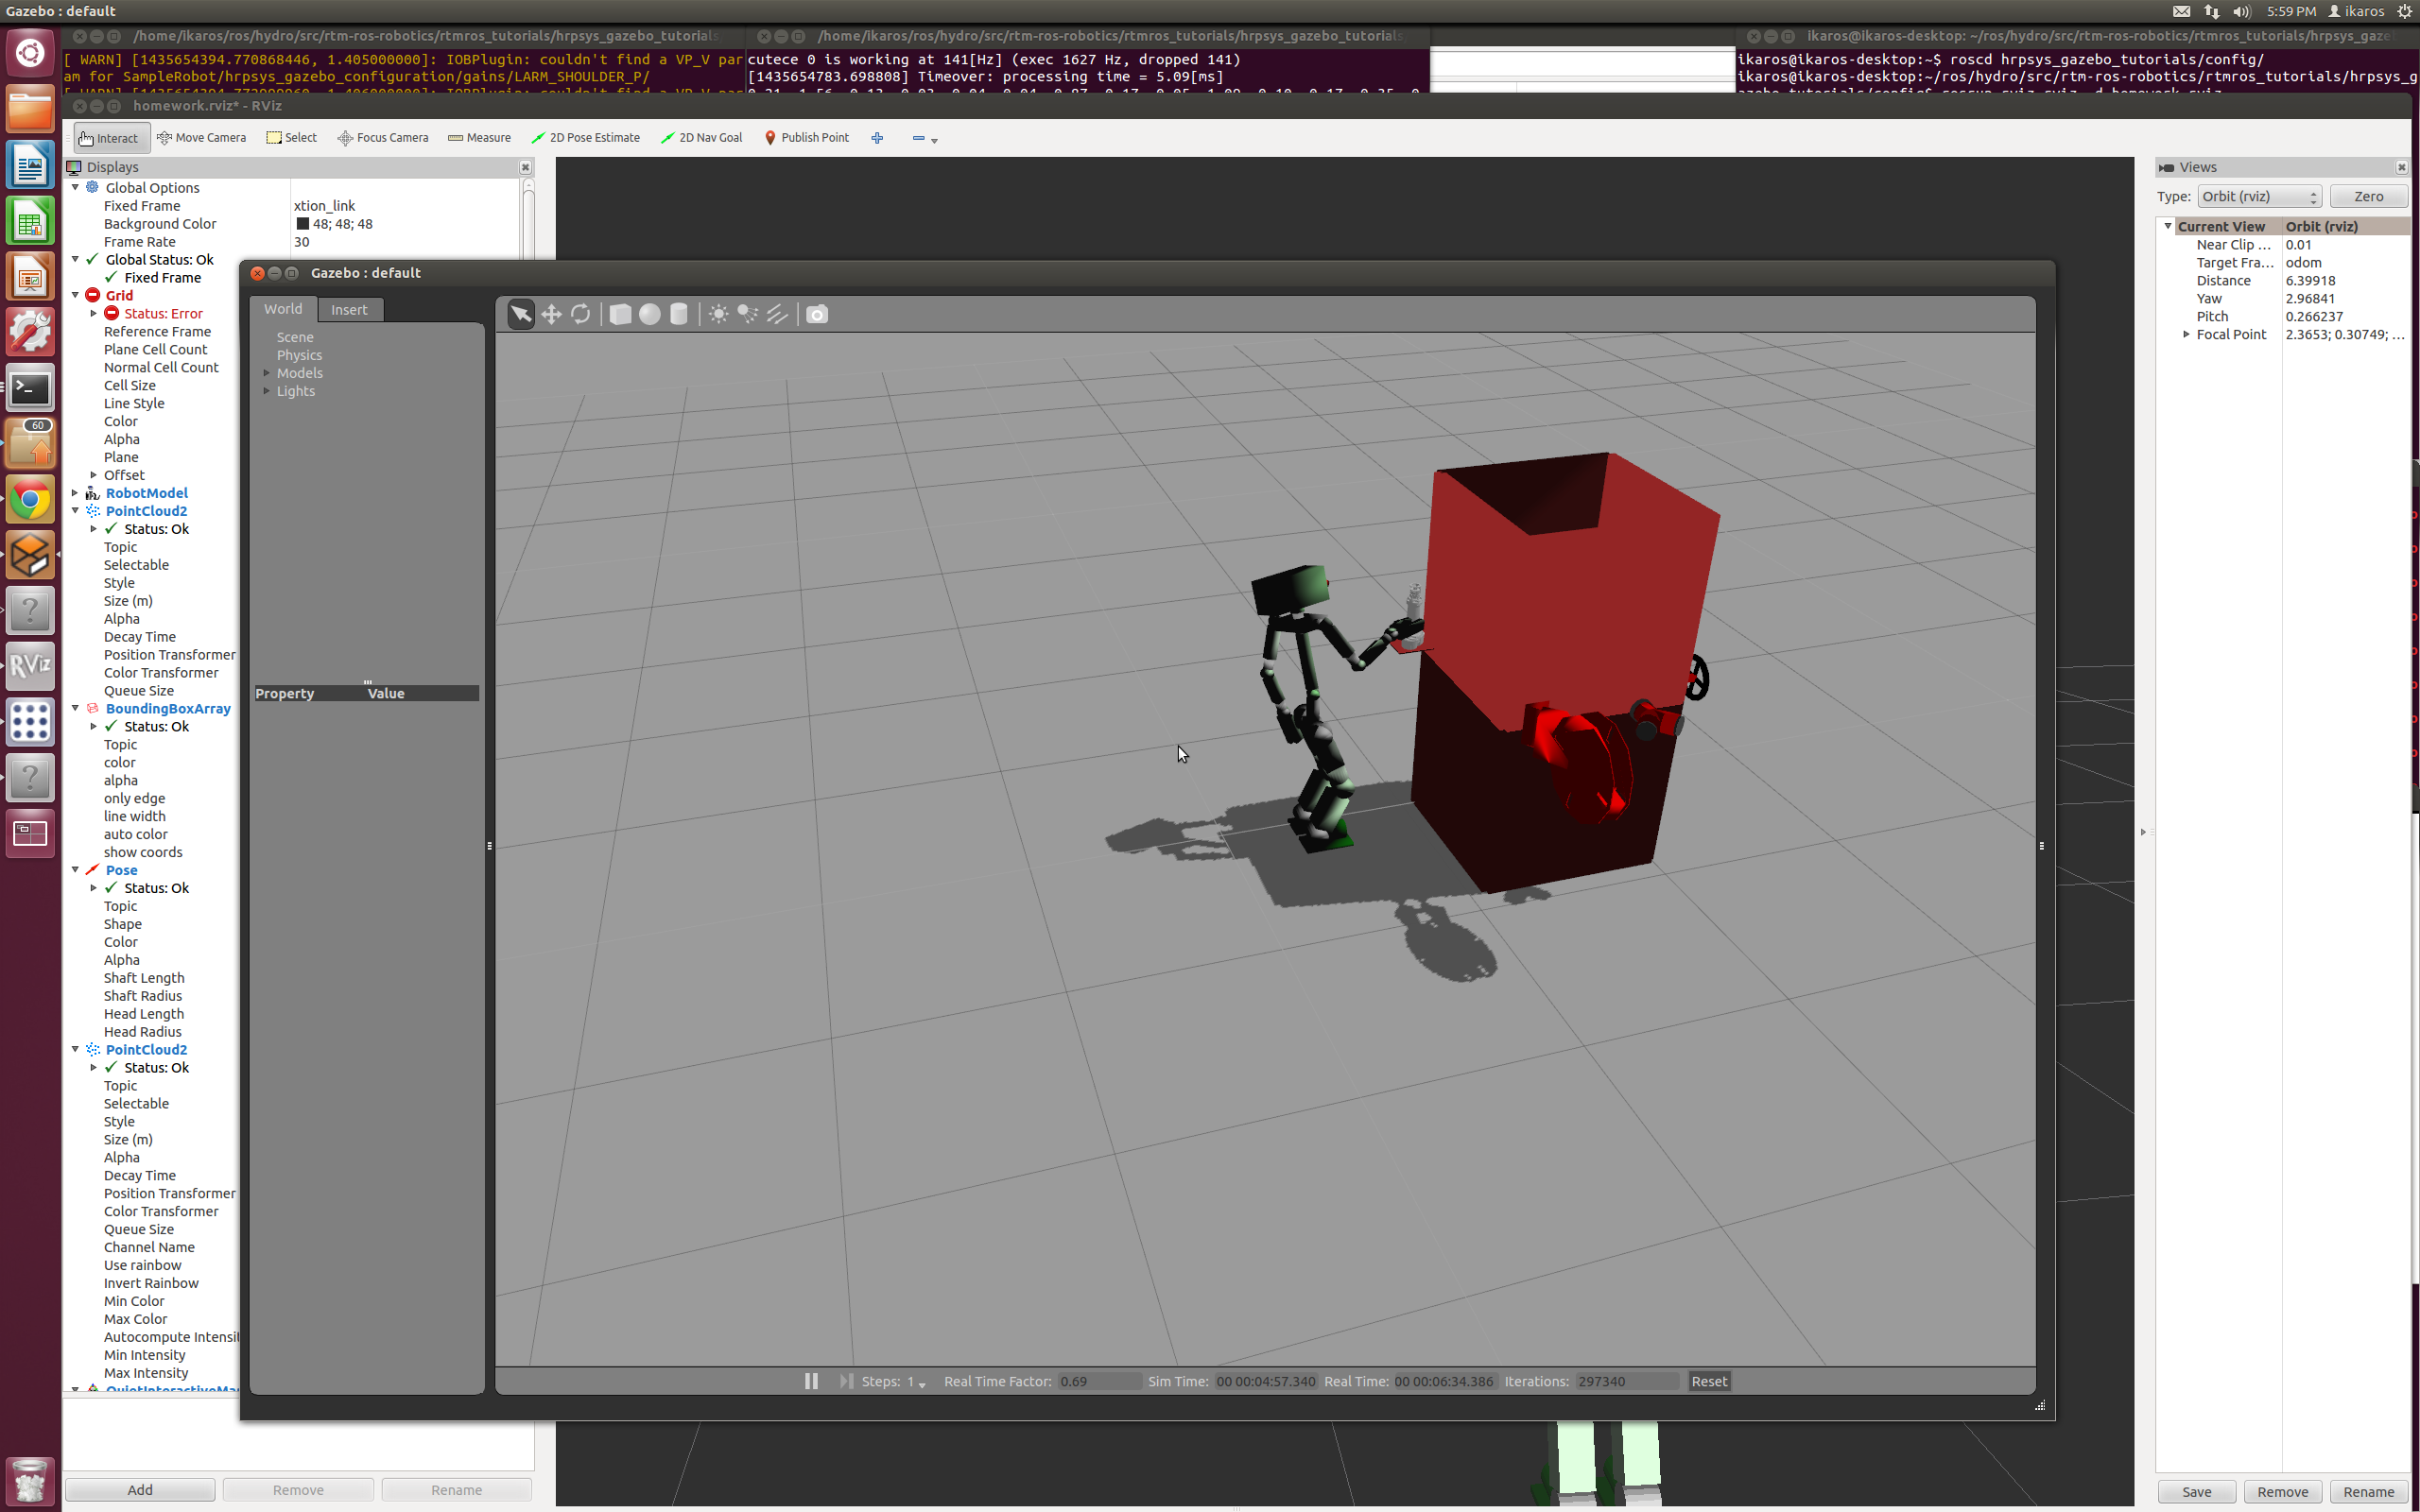 Gazebo : default
5:59 PM
ikaros
/home/ikaros/ros/hydro/src/rtm-ros-robotics/rtmros_tutorials/hrpsys_gazebo_tutorials
/home/ikaros/ros/hydro/src/rtm-ros-robotics/rtmros_tutorials/hrpsys_gazebo_tutorials
ikaros@ikaros-desktop: ~/ros/hydro/src/rtm-ros-robotics/rtmros_tutorials/hrpsys_gaze
[ WARN] [1435654394.770868446, 1.405000000]: IOBPlugin: couldn't find a VP_V par
am for SampleRobot/hrpsys_gazebo_configuration/gains/LARM_SHOULDER_P/
cutece 0 is working at 141[Hz] (exec 1627 Hz, dropped 141)
[1435654783.698808] Timeover: processing time = 5.09[ms]
ikaros@ikaros-desktop:~$ roscd hrpsys_gazebo_tutorials/config/
ikaros@ikaros-desktop:~/ros/hydro/src/rtm-ros-robotics/rtmros_tutorials/hrpsys_g
homework.rviz* - RViz
Interact
Move Camera
Select
Focus Camera
Measure
2D Pose Estimate
2D Nav Goal
Publish Point
Displays
Global Options
Fixed Frame xtion_link
Background Color 48; 48; 48
Frame Rate 30
Global Status: Ok
Fixed Frame
Grid
Status: Error
Reference Frame
Plane Cell Count
Normal Cell Count
Cell Size
Line Style
Color
Alpha
Plane
Offset
RobotModel
PointCloud2
Status: Ok
Topic
Selectable
Style
Size (m)
Alpha
Decay Time
Position Transformer
Color Transformer
Queue Size
BoundingBoxArray
Status: Ok
Topic
color
alpha
only edge
line width
auto color
show coords
Pose
Status: Ok
Topic
Shape
Color
Alpha
Shaft Length
Shaft Radius
Head Length
Head Radius
PointCloud2
Status: Ok
Topic
Selectable
Style
Size (m)
Alpha
Decay Time
Position Transformer
Color Transformer
Queue Size
Channel Name
Use rainbow
Invert Rainbow
Min Color
Max Color
Autocompute Intensit
Min Intensity
Max Intensity
Add
Remove
Rename
60
RViz
Gazebo : default
World
Insert
Scene
Physics
Models
Lights
Property Value
Steps: 1
Real Time Factor: 0.69
Sim Time: 00 00:04:57.340
Real Time: 00 00:06:34.386
Iterations: 297340
Reset
Views
Type: Orbit (rviz)
Zero
Current View Orbit (rviz)
Near Clip ... 0.01
Target Fra... odom
Distance 6.39918
Yaw 2.96841
Pitch 0.266237
Focal Point 2.3653; 0.30749; ...
Save
Remove
Rename